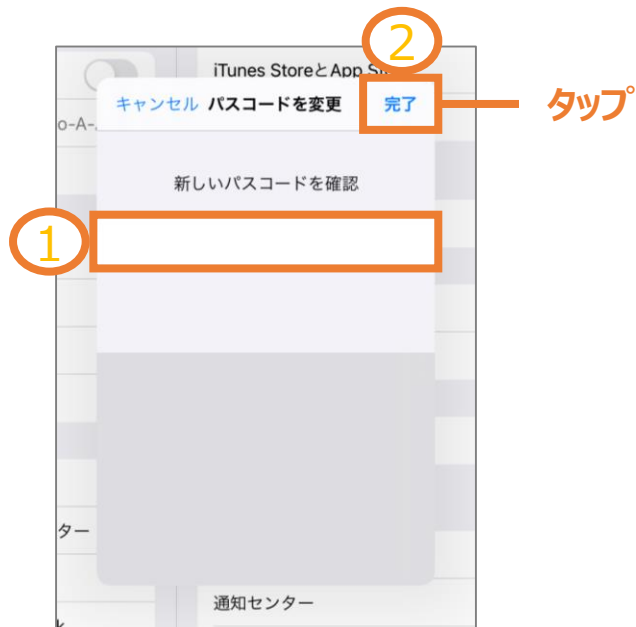 2
iTunes StoreとApp St
キャンセル パスコードを変更 完了
タップ
o-A-
新しいパスコードを確認
1
ター
通知センター